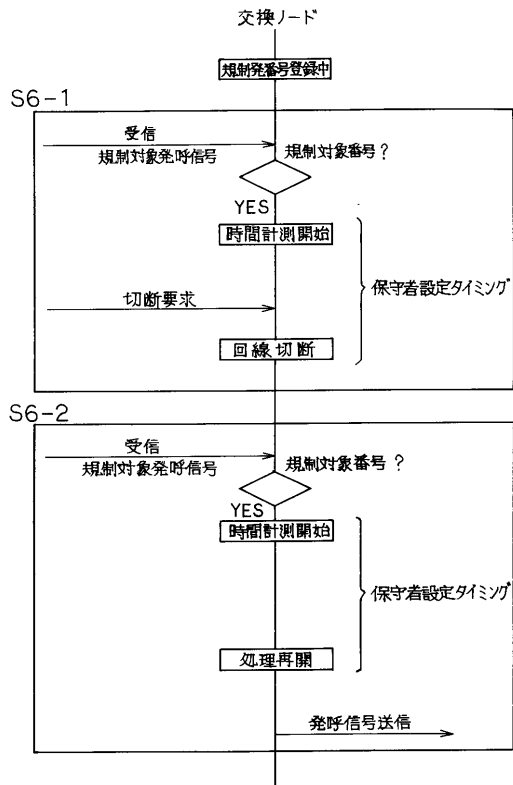 交換ノード
規制発番号登録中
S6-1
受信
規制対象発呼信号
規制対象番号?
YES
時間計測開始
切断要求
保守者設定タイミング
回線切断
S6-2
受信
規制対象発呼信号
規制対象番号?
YES
時間計測開始
保守者設定タイミング
処理再開
発呼信号送信